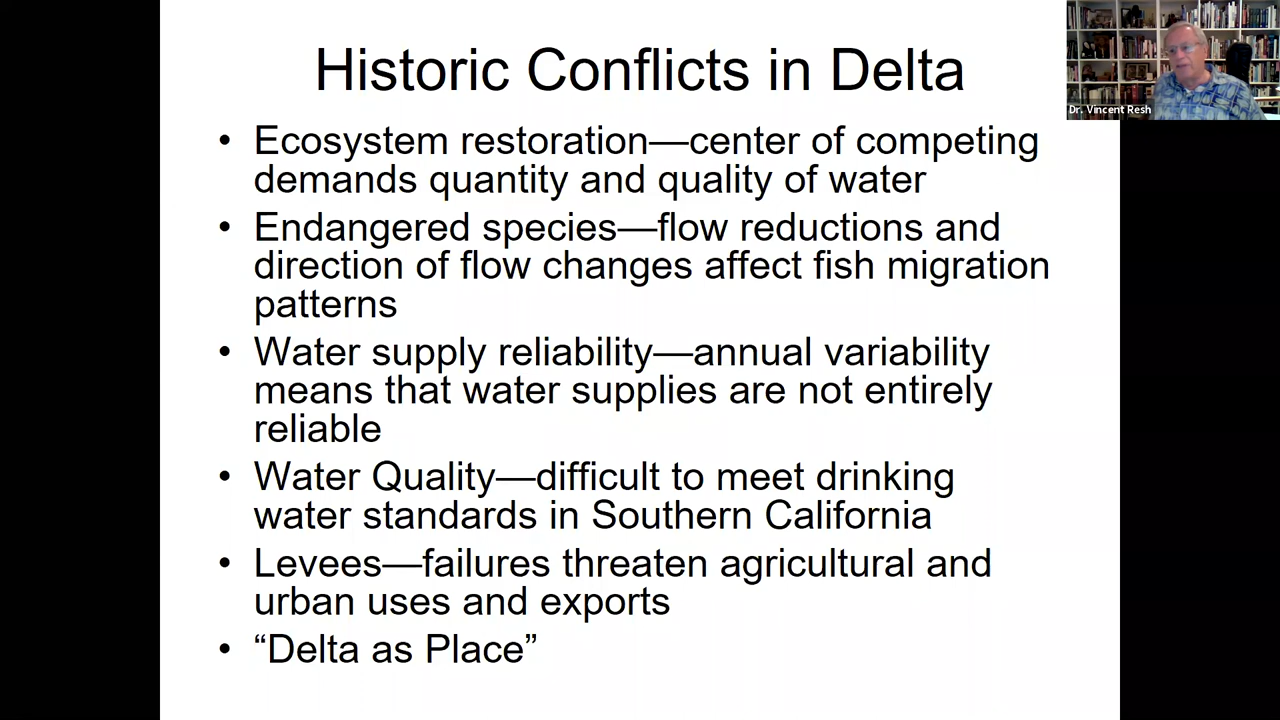 Historic Conflicts in Delta
• Ecosystem restoration—center of competing
demands quantity and quality of water
• Endangered species—flow reductions and
direction of flow changes affect fish migration
patterns
• Water supply reliability—annual variability
means that water supplies are not entirely
reliable
• Water Quality—difficult to meet drinking
water standards in Southern California
• Levees—failures threaten agricultural and
urban uses and exports
• “Delta as Place”
Dr. Vincent Resh